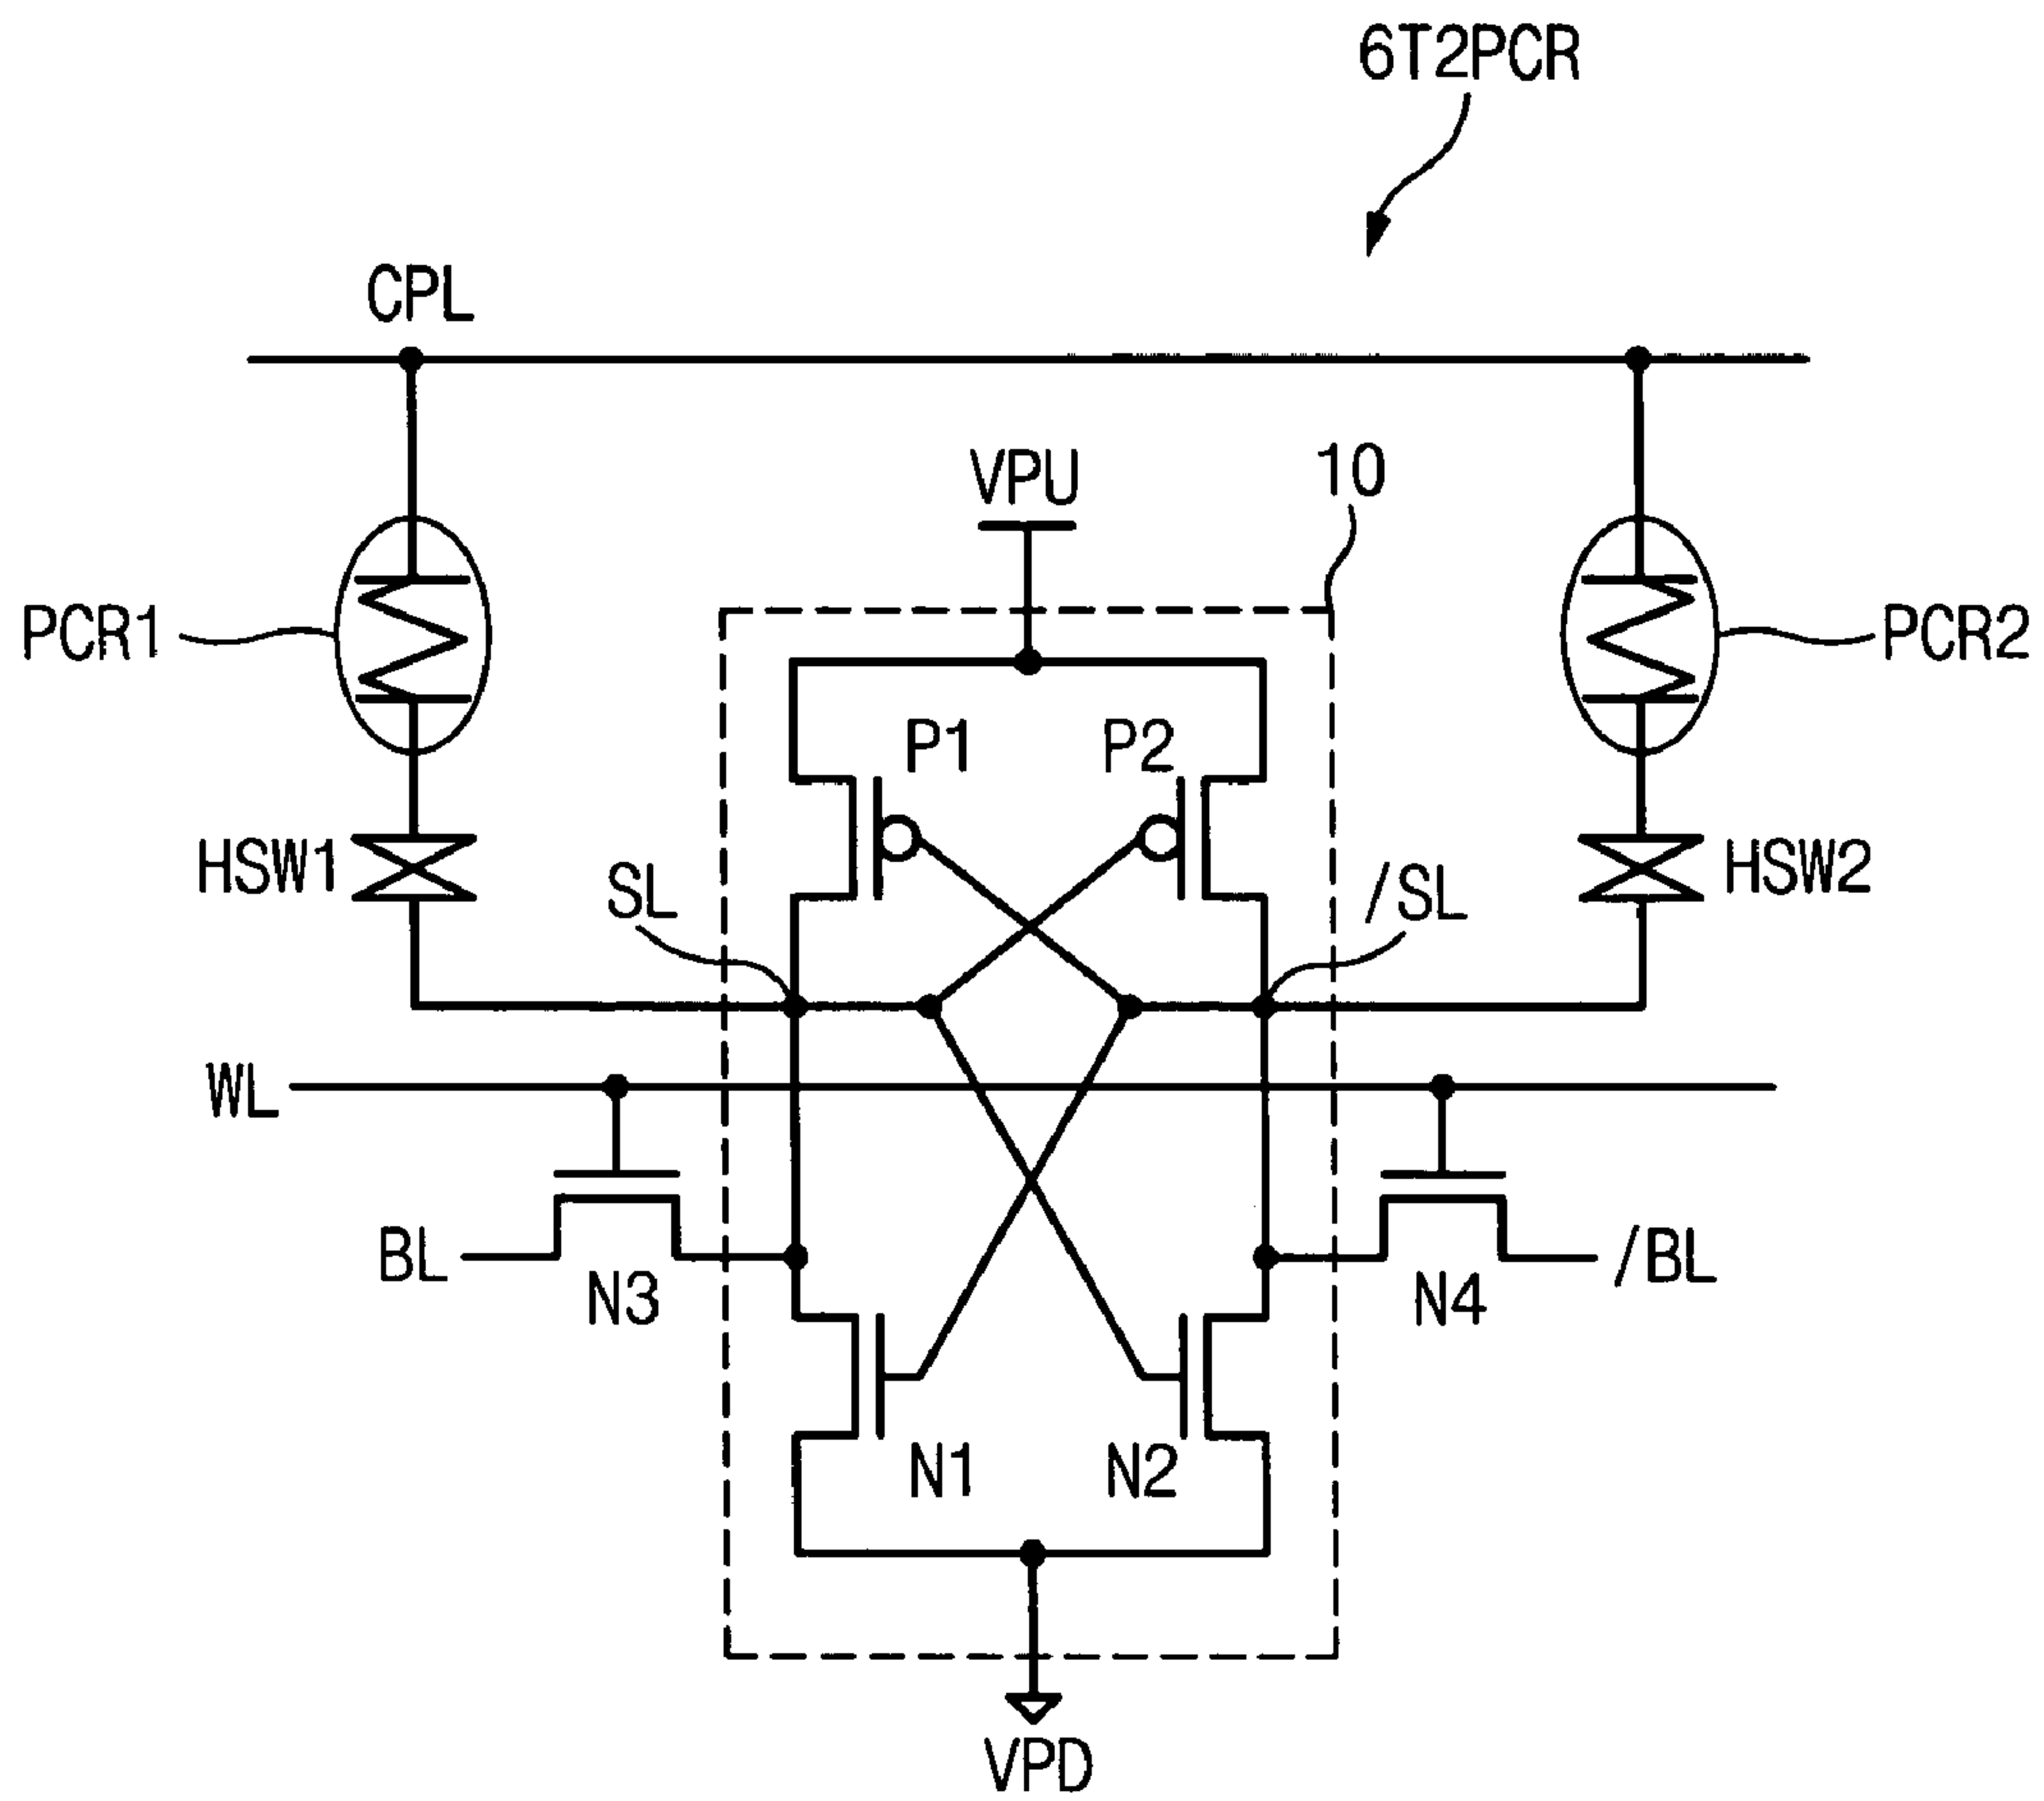 6T2PCR
CPL
VPU
10
PCR1
PCR2
P1
P2
HSW1
SL
/SL
HSW2
WL
BL
N3
N4
/BL
N1
N2
VPD